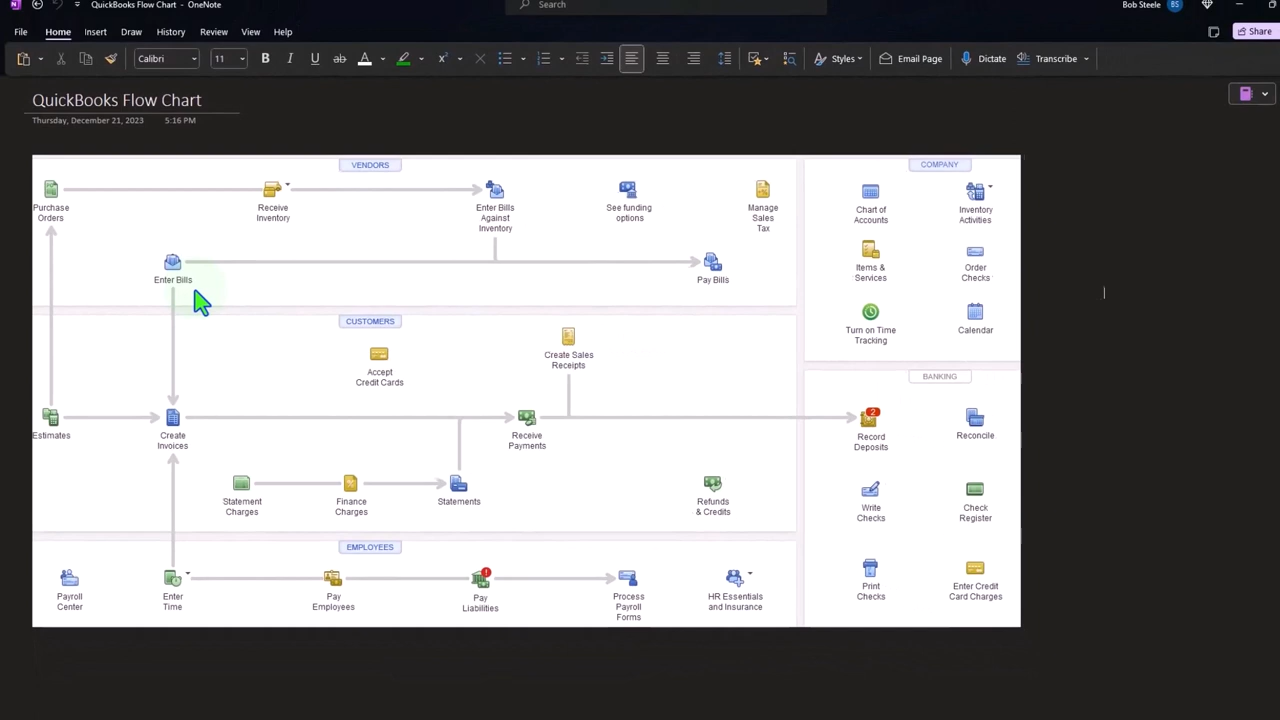 QuickBooks Flow Chart - OneNote
Search
Bob Steele
BS
File Home Insert Draw History Review View Help
Share
Calibri
11
B I U ab A
Styles
Email Page
Dictate
Transcribe
QuickBooks Flow Chart
Thursday, December 21, 2023 5:16 PM
VENDORS
Purchase
Orders
Receive
Inventory
Enter Bills
Against
Inventory
See funding
options
Manage
Sales
Tax
Enter Bills
Pay Bills
CUSTOMERS
Accept
Credit Cards
Create Sales
Receipts
Estimates
Create
Invoices
Receive
Payments
Statement
Charges
Finance
Charges
Statements
Refunds
& Credits
EMPLOYEES
Payroll
Center
Enter
Time
Pay
Employees
Pay
Liabilities
Process
Payroll
Forms
HR Essentials
and Insurance
COMPANY
Chart of
Accounts
Inventory
Activities
Items &
Services
Order
Checks
Turn on Time
Tracking
Calendar
BANKING
2
Record
Deposits
Reconcile
Write
Checks
Check
Register
Print
Checks
Enter Credit
Card Charges